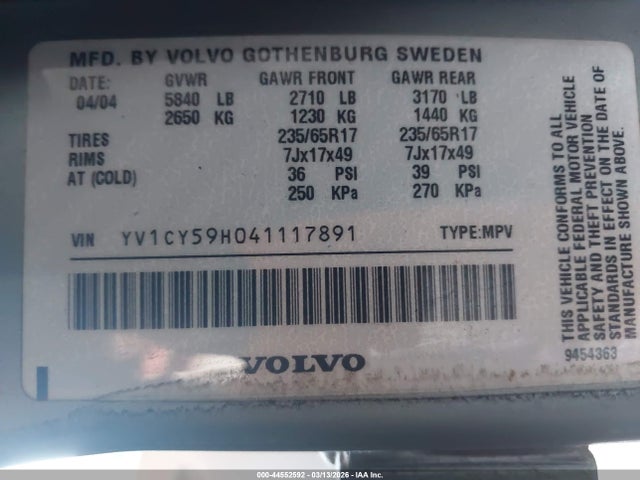 MFD. BY VOLVO GOTHENBURG SWEDEN
DATE: GVWR GAWR FRONT GAWR REAR
04/04 5840 LB 2710 LB 3170 LB
2650 KG 1230 KG 1440 KG
TIRES 235/65R17 235/65R17
RIMS 7Jx17x49 7Jx17x49
AT (COLD) 36 PSI 39 PSI
250 KPa 270 KPa
VIN YV1CY59H041117891 TYPE:MPV
VOLVO
THIS VEHICLE CONFORMS TO ALL
APPLICABLE FEDERAL MOTOR VEHICLE
SAFETY AND THEFT PREVENTION
STANDARDS IN EFFECT ON THE DATE OF
MANUFACTURE SHOWN ABOVE.
9454363
000-44552592 - 03/13/2026 - IAA Inc.